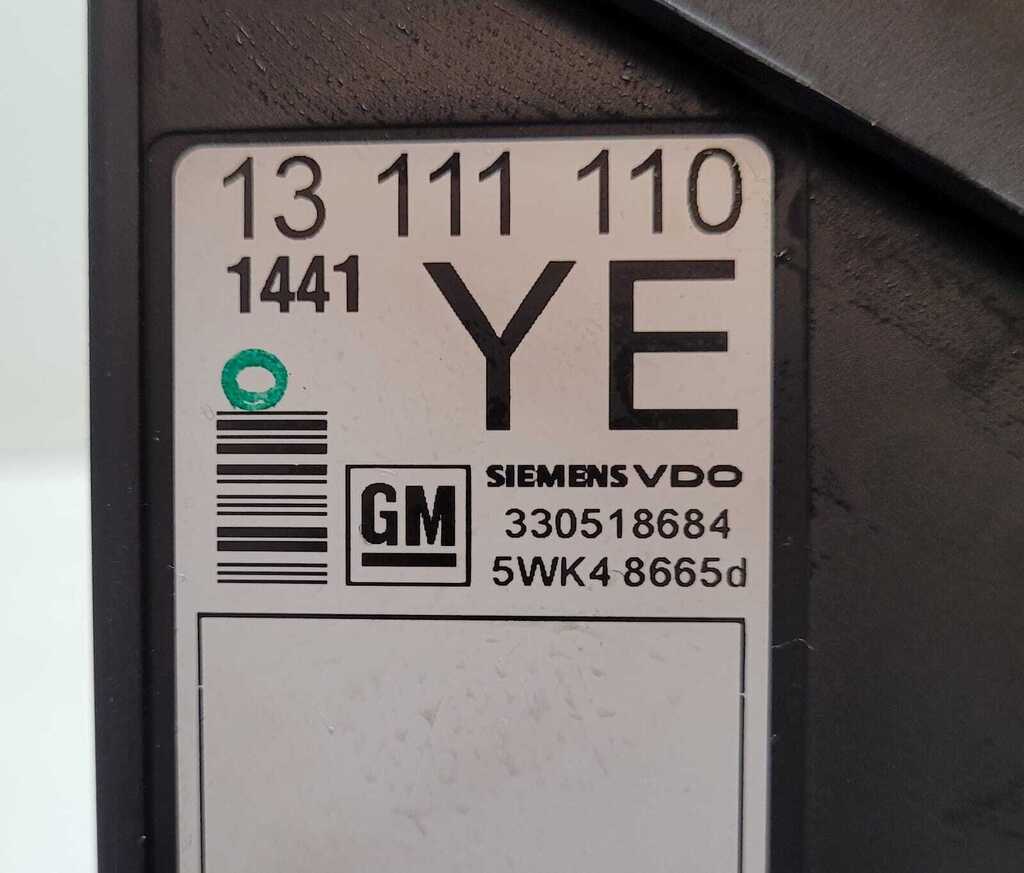 13 111 110
1441
YE
GM
SIEMENS VDO
330518684
5WK4 8665d